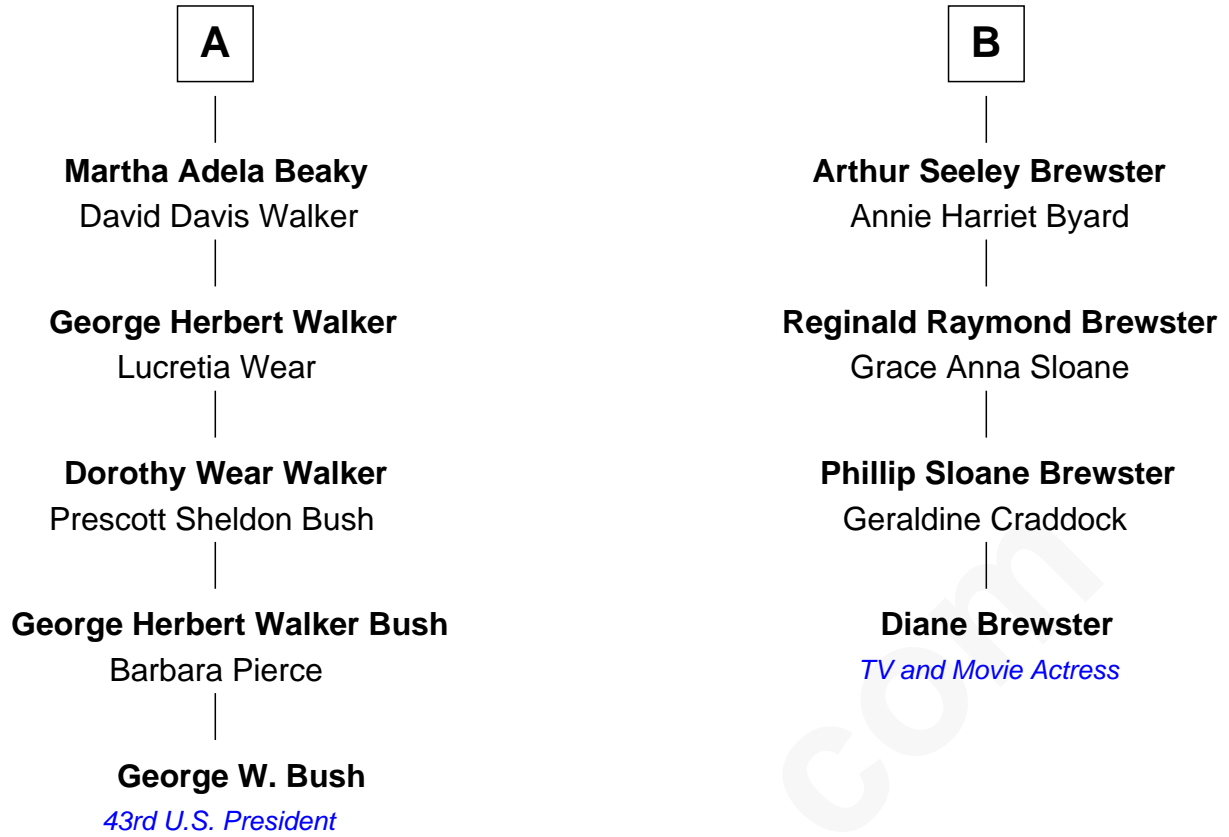 A
Martha Adela Beaky
David Davis Walker
George Herbert Walker
Lucretia Wear
Dorothy Wear Walker
Prescott Sheldon Bush
George Herbert Walker Bush
Barbara Pierce
George W. Bush
43rd U.S. President
B
Arthur Seeley Brewster
Annie Harriet Byard
Reginald Raymond Brewster
Grace Anna Sloane
Phillip Sloane Brewster
Geraldine Craddock
Diane Brewster
TV and Movie Actress
com